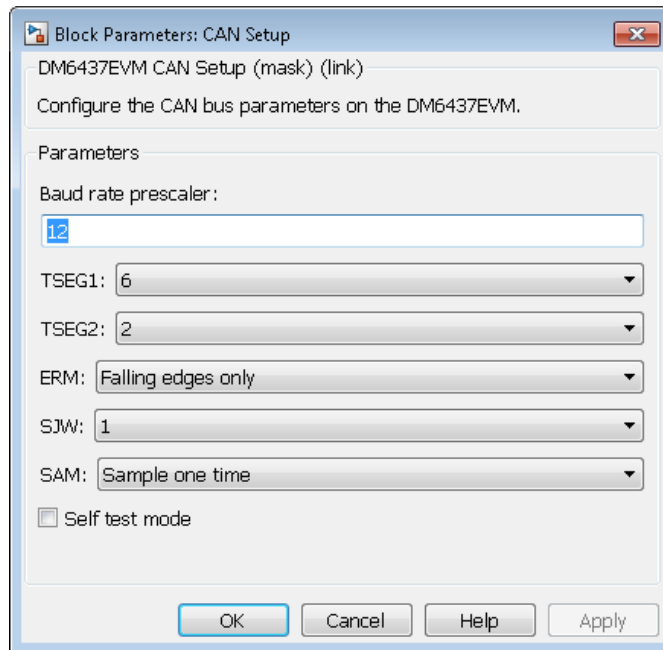 Block Parameters: CAN Setup
DM6437EVM CAN Setup (mask) (link)
Configure the CAN bus parameters on the DM6437EVM.
Parameters
Baud rate prescaler:
12
TSEG1: 6
TSEG2: 2
ERM: Falling edges only
SJW: 1
SAM: Sample one time
Self test mode
OK Cancel Help Apply